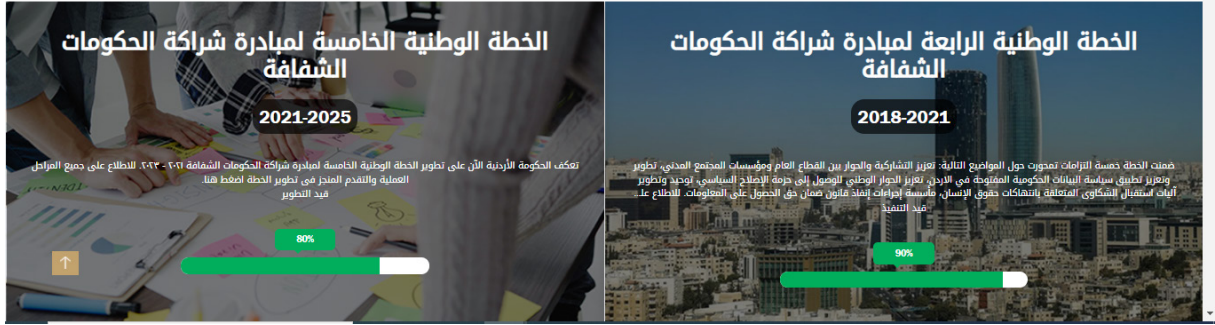 الخطة الوطنية الرابعة لمبادرة شراكة الحكومات
الشفافة
2018-2021
ضمنت الخطة خمسة التزامات تمحورت حول المواضيع التالية: تعزيز التشاركية والحوار بين القطاع العام ومؤسسات المجتمع المدني، تطوير
وتعزيز تطبيق سياسة البيانات الحكومية المفتوحة في الاردن، تعزيز الحوار الوطني للوصول إلى حزمة الإصلاح السياسي، توحيد وتطوير
آليات استقبال الشكاوى المتعلقة بانتهاكات حقوق الإنسان، مأسسة إجراءات إنفاذ قانون ضمان حق الحصول على المعلومات. للاطلاع علـ...
قيد التنفيذ
90%
الخطة الوطنية الخامسة لمبادرة شراكة الحكومات
الشفافة
2021-2025
تعكف الحكومة الأردنية الآن على تطوير الخطة الوطنية الخامسة لمبادرة شراكة الحكومات الشفافة ٢٠٢١ - ٢٠٢٣. للاطلاع على جميع المراحل
العملية والتقدم المنجز في تطوير الخطة اضغط هنا.
قيد التطوير
80%